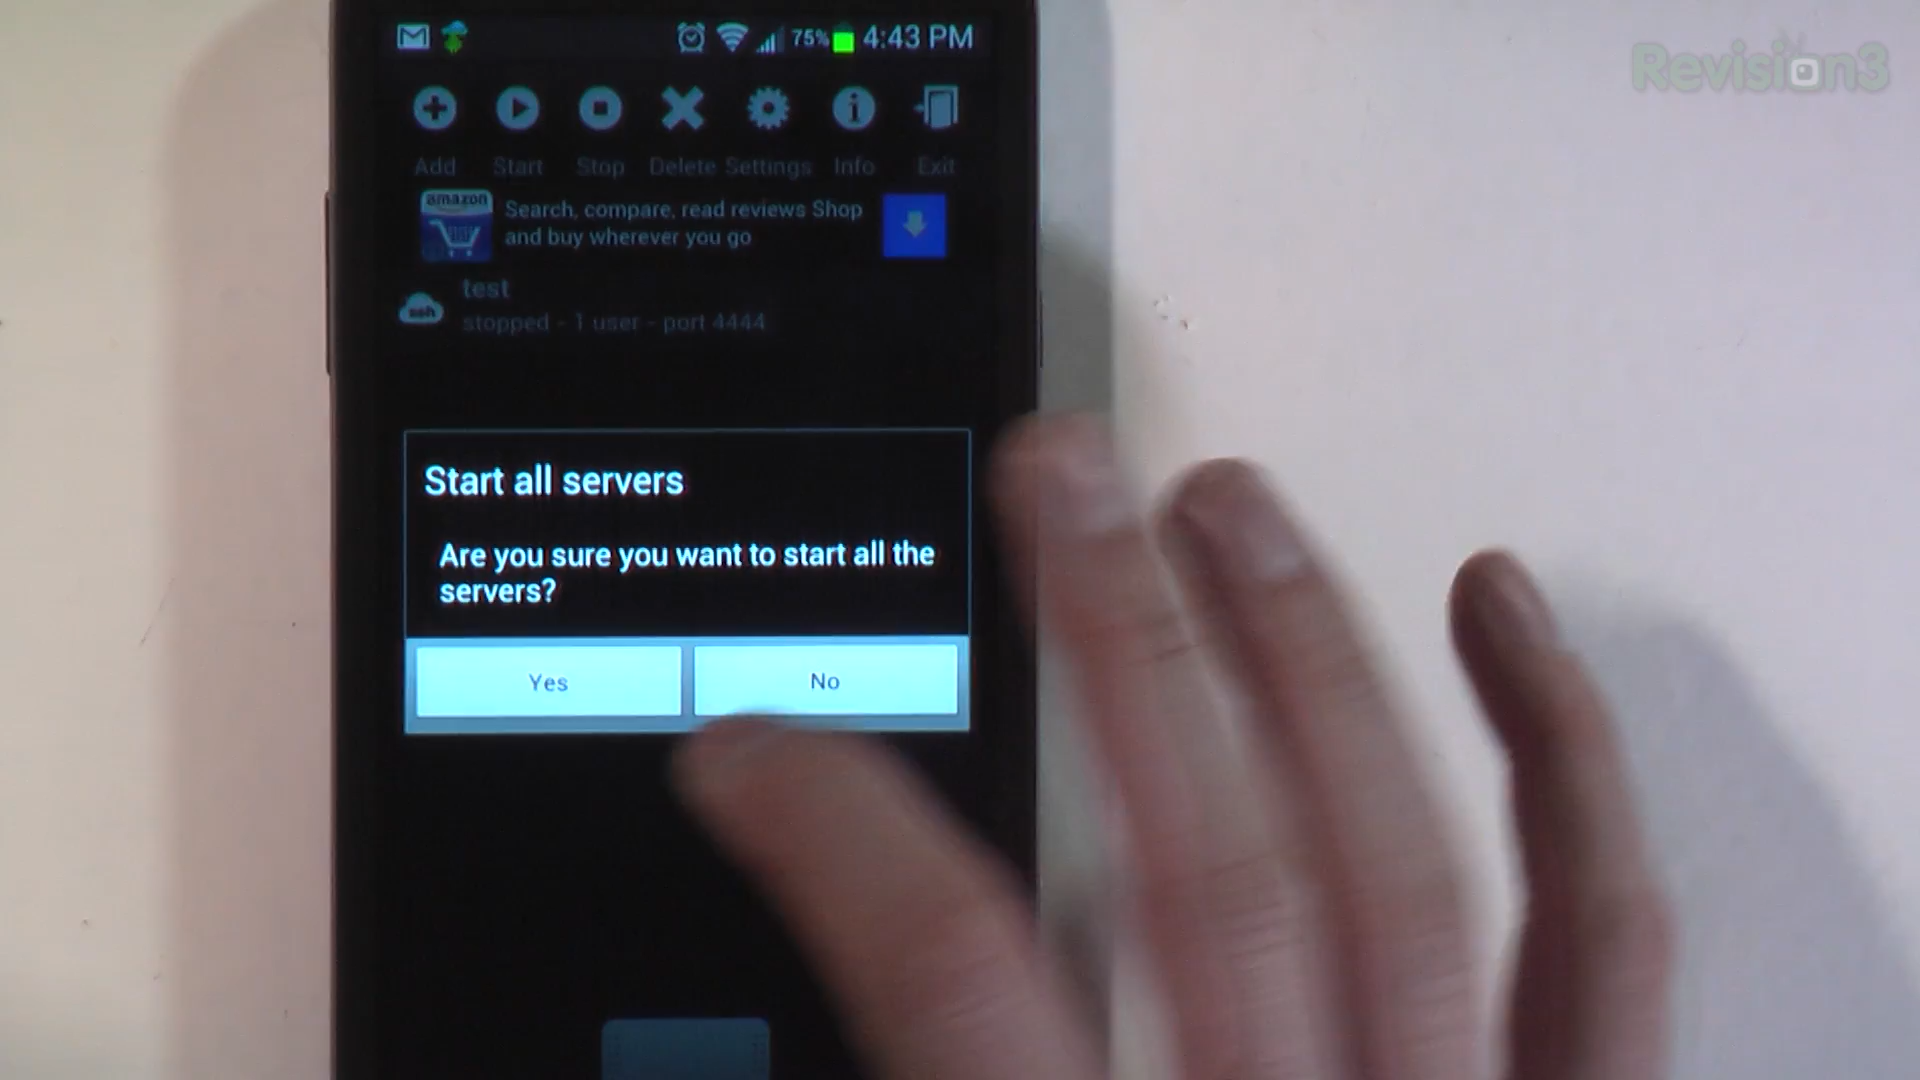 75% 4:43 PM
Revision3
Add Start Stop Delete Settings Info Exit
amazon
Search, compare, read reviews Shop
and buy wherever you go
test
ssh
stopped - 1 user - port 4444
Start all servers
Are you sure you want to start all the
servers?
Yes No